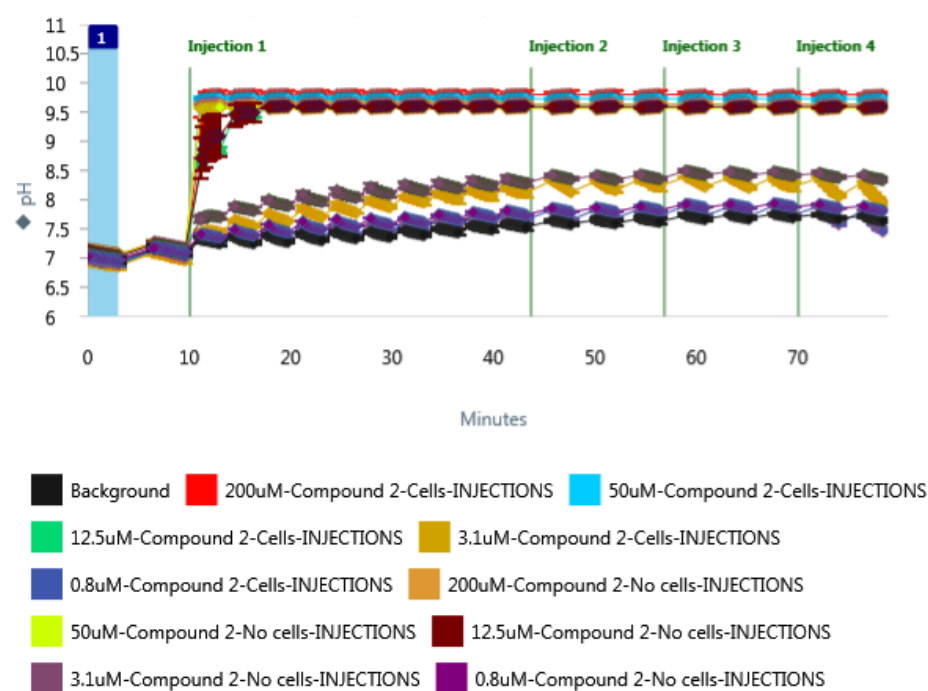 11
10.5
10
9.5
9
8.5
8
7.5
7
6.5
6
pH
1
Injection 1
Injection 2
Injection 3
Injection 4
0 10 20 30 40 50 60 70
Minutes
Background 200uM-Compound 2-Cells-INJECTIONS 50uM-Compound 2-Cells-INJECTIONS
12.5uM-Compound 2-Cells-INJECTIONS 3.1uM-Compound 2-Cells-INJECTIONS
0.8uM-Compound 2-Cells-INJECTIONS 200uM-Compound 2-No cells-INJECTIONS
50uM-Compound 2-No cells-INJECTIONS 12.5uM-Compound 2-No cells-INJECTIONS
3.1uM-Compound 2-No cells-INJECTIONS 0.8uM-Compound 2-No cells-INJECTIONS